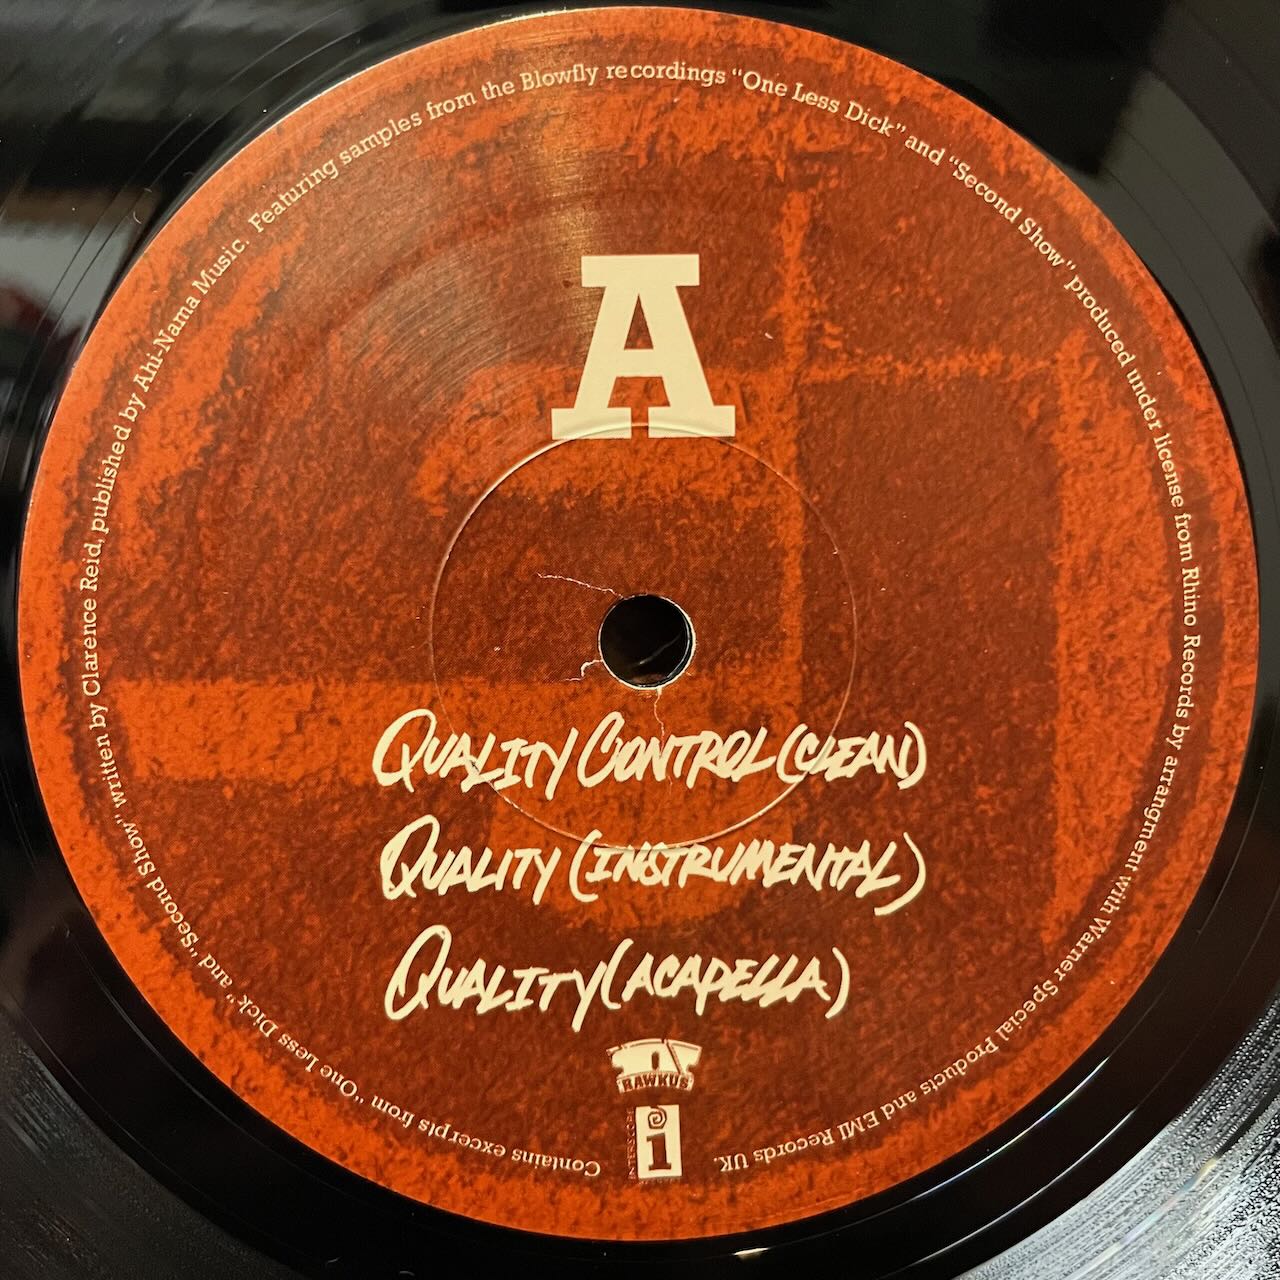 A
QUALITY CONTROL (CLEAN)
QUALITY (INSTRUMENTAL)
QUALITY (ACAPELLA)
RAWKUS
INTERSCOPE
i
Contains excerpts from "One Less Dick" and "Second Show" written by Clarence Reid, published by Ahi-Nama Music. Featuring samples from the Blowfly recordings "One Less Dick" and "Second Show" produced under license from Rhino Records by arrangment with Warner Special Products and EMI Records UK.